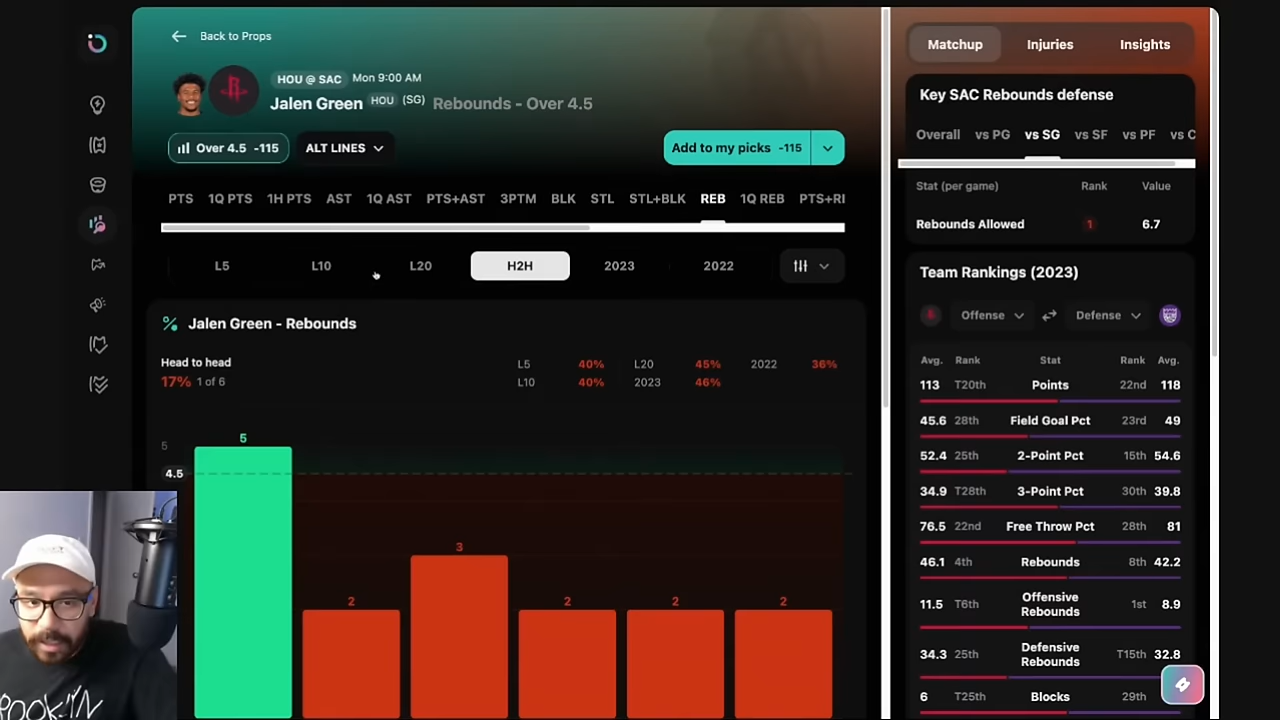 Back to Props
HOU @ SAC Mon 9:00 AM
Jalen Green HOU (SG) Rebounds - Over 4.5
Over 4.5 -115 ALT LINES Add to my picks -115
PTS 1Q PTS 1H PTS AST 1Q AST PTS+AST 3PTM BLK STL STL+BLK REB 1Q REB PTS+RI
L5 L10 L20 H2H 2023 2022
Jalen Green - Rebounds
Head to head
17% 1 of 6
L5 40% L20 45% 2022 36%
L10 40% 2023 46%
5
5
4.5
3
2
2
2
2
Matchup Injuries Insights
Key SAC Rebounds defense
Overall vs PG vs SG vs SF vs PF vs C
Stat (per game) Rank Value
Rebounds Allowed 1 6.7
Team Rankings (2023)
Offense Defense
Avg. Rank Stat Rank Avg.
113 T20th Points 22nd 118
45.6 28th Field Goal Pct 23rd 49
52.4 25th 2-Point Pct 15th 54.6
34.9 T28th 3-Point Pct 30th 39.8
76.5 22nd Free Throw Pct 28th 81
46.1 4th Rebounds 8th 42.2
11.5 T6th Offensive Rebounds 1st 8.9
34.3 25th Defensive Rebounds T15th 32.8
6 T25th Blocks 29th